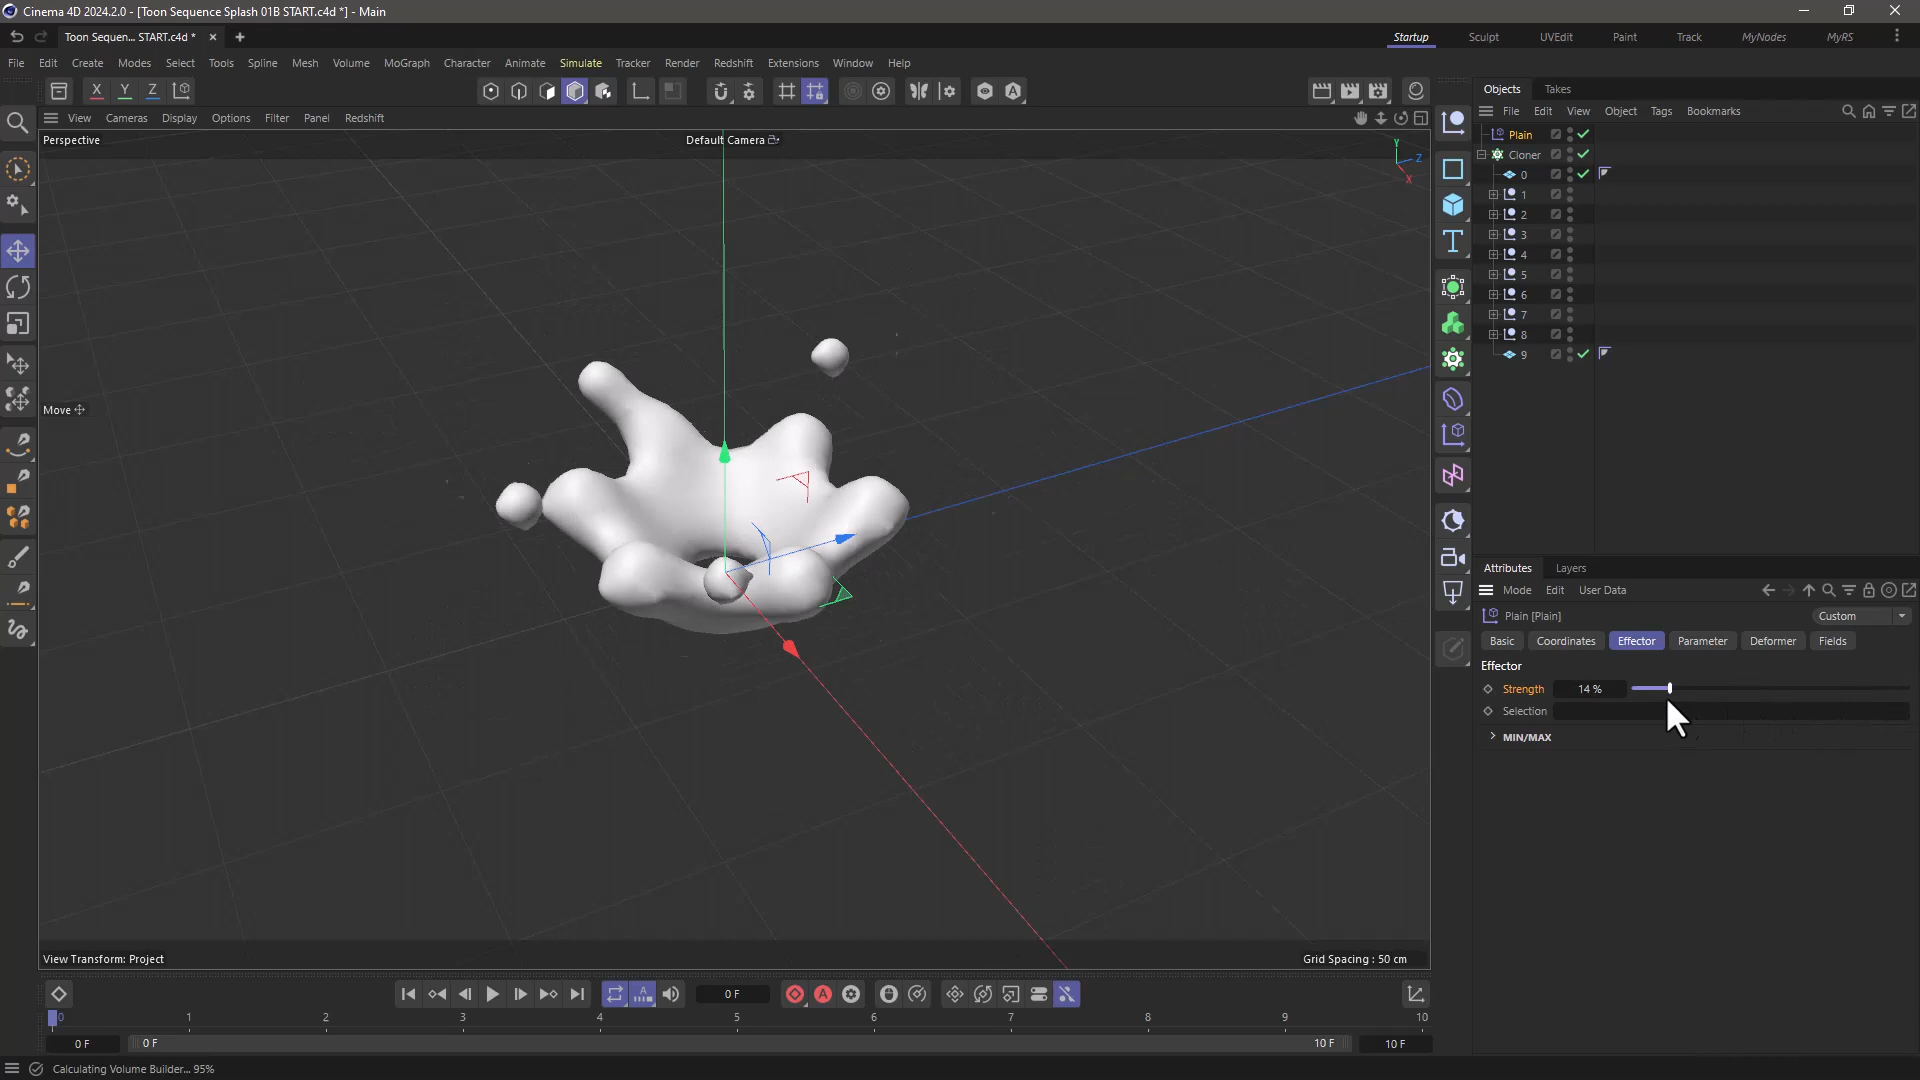 Cinema 4D 2024.2.0 - [Toon Sequence Splash 01B START.c4d *] - Main
Toon Sequen... START.c4d *
Startup
Sculpt
UVEdit
Paint
Track
MyNodes
MyRS
File
Edit
Create
Modes
Select
Tools
Spline
Mesh
Volume
MoGraph
Character
Animate
Simulate
Tracker
Render
Redshift
Extensions
Window
Help
X
Y
Z
View
Cameras
Display
Options
Filter
Panel
Redshift
Perspective
Default Camera
Y
Z
X
Move
View Transform: Project
Grid Spacing : 50 cm
Objects
Takes
File
Edit
View
Object
Tags
Bookmarks
Plain
Cloner
0
1
2
3
4
5
6
7
8
9
Attributes
Layers
Mode
Edit
User Data
Plain [Plain]
Custom
Basic
Coordinates
Effector
Parameter
Deformer
Fields
Effector
Strength
14 %
Selection
MIN/MAX
0 F
0
1
2
3
4
5
6
7
8
9
10
0 F
0 F
10 F
10 F
Calculating Volume Builder... 95%